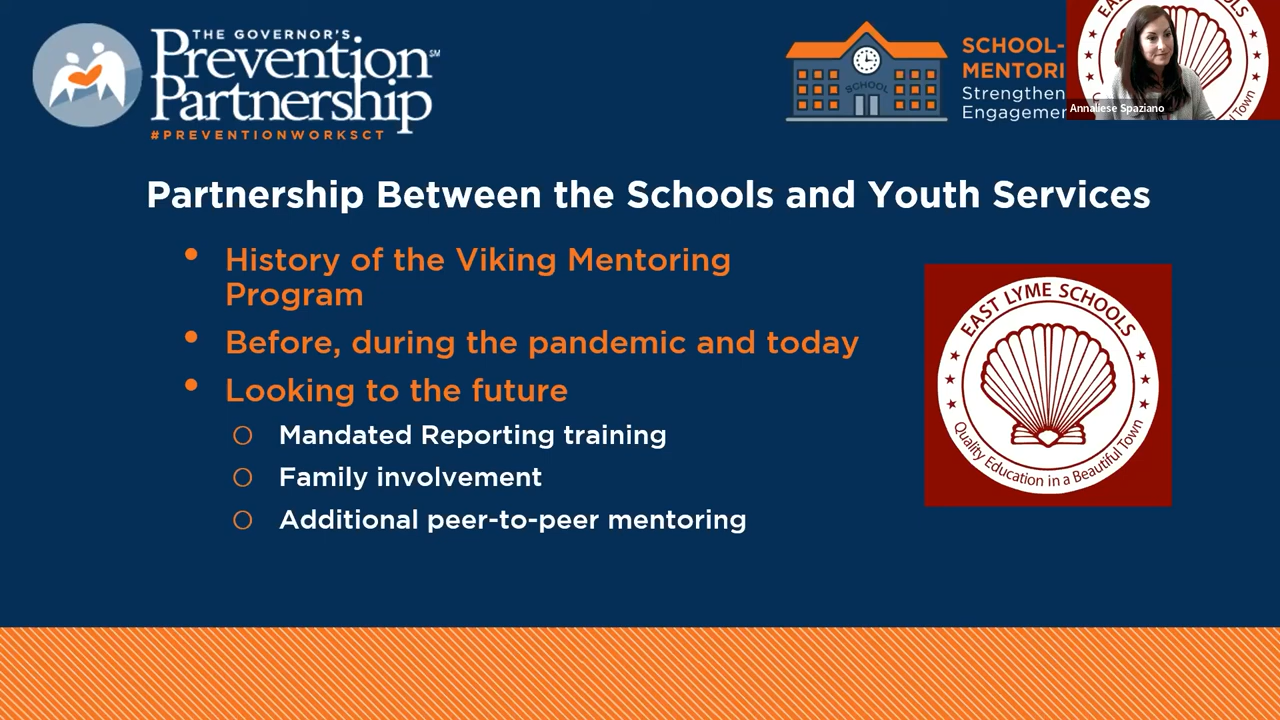 THE GOVERNOR'S
Prevention
Partnership SM
#PREVENTIONWORKSCT
SCHOOL
SCHOOL-
MENTORI
Strengthen
Engagemen
Annaliese Spaziano
Partnership Between the Schools and Youth Services
• History of the Viking Mentoring
Program
• Before, during the pandemic and today
• Looking to the future
o Mandated Reporting training
o Family involvement
o Additional peer-to-peer mentoring
EAST LYME SCHOOLS
Quality Education in a Beautiful Town